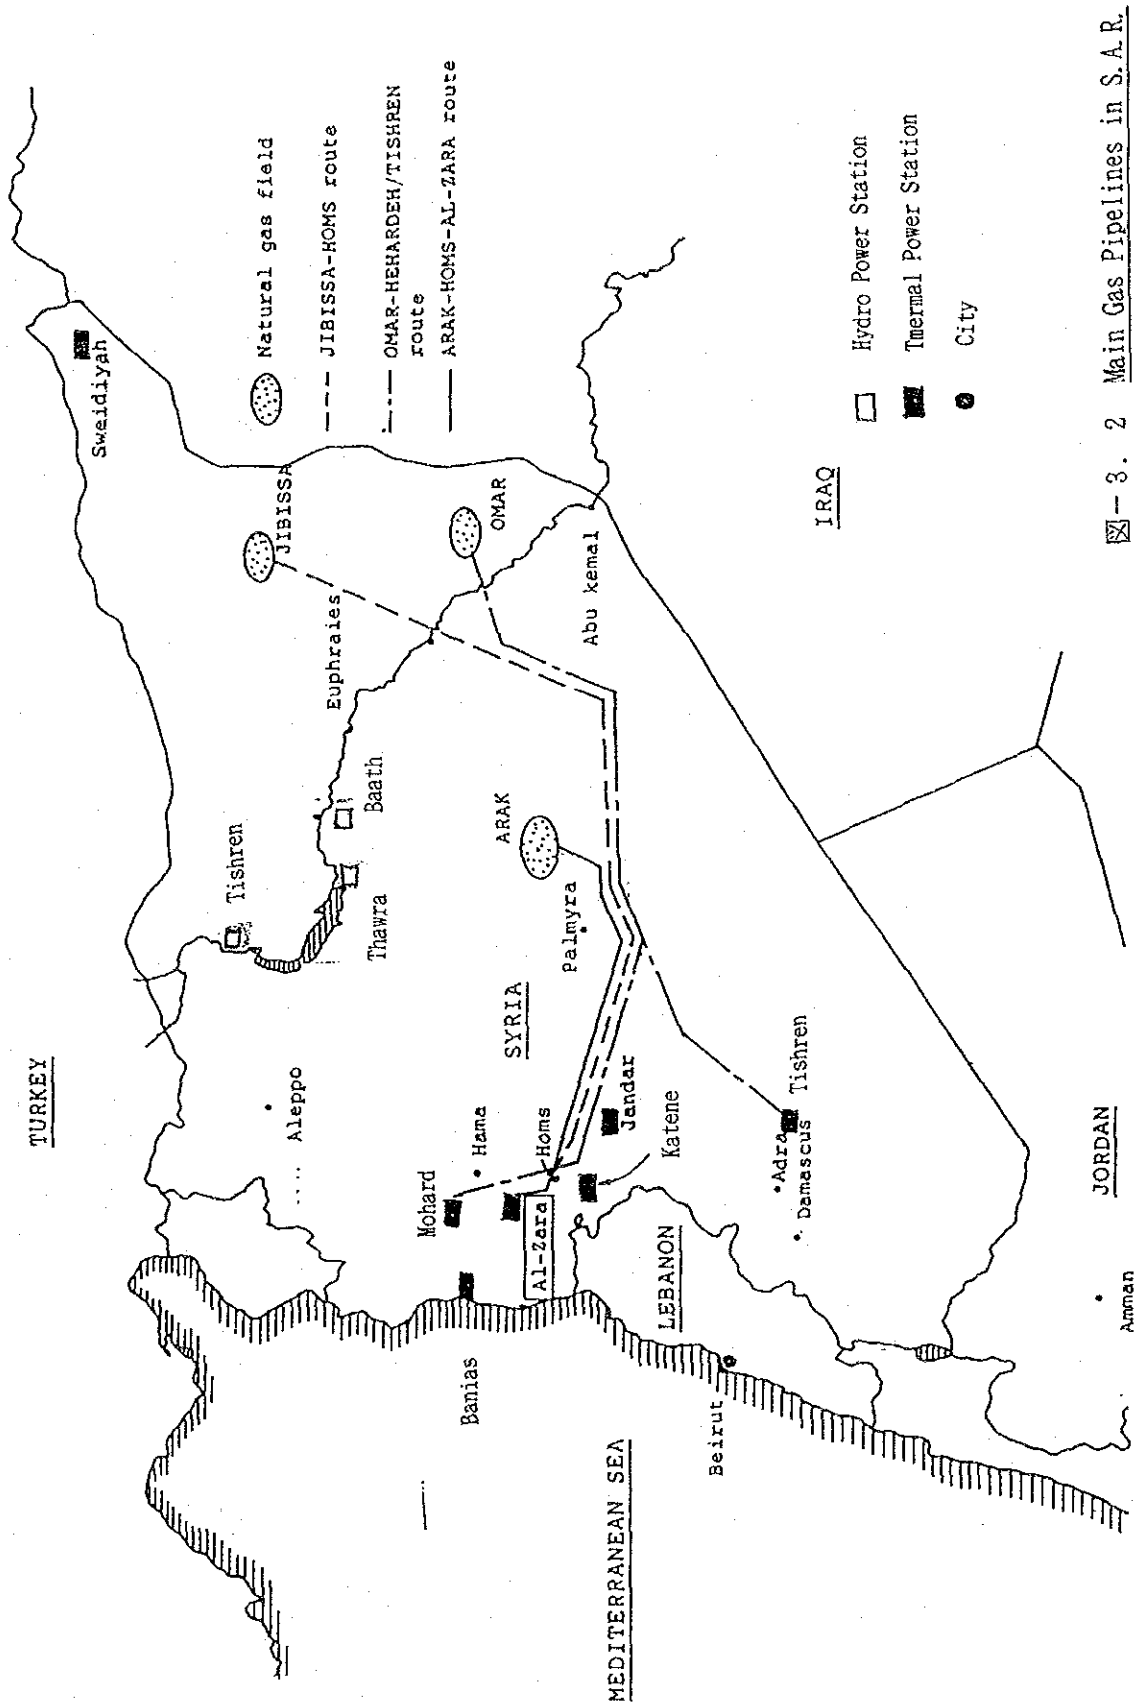 TURKEY
Sweidiyah
Natural gas field
JIBISSA-HOMS route
OMAR-HEHARDEH/TISHREN
route
ARAK-HOMS-AL-ZARA route
JIBISSA
OMAR
Euphraies
Tishren
Baath
Thawra
Abu kemal
ARAK
Palmyra
SYRIA
Aleppo
Hama
Mohard
Homs
Jandar
Katene
Al-Zara
Banias
LEBANON
Adra
Damascus
Tishren
IRAQ
MEDITERRANEAN SEA
Beirut
JORDAN
Amman
Hydro Power Station
Tmermal Power Station
City
図－3. 2 Main Gas Pipelines in S.A.R.